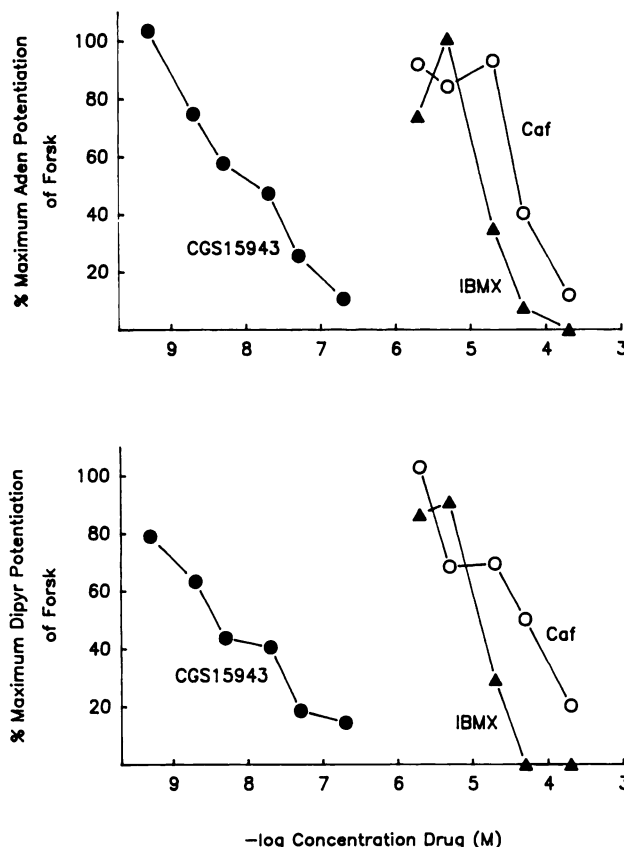 % Maximum Aden Potentiation
of Forsk
100
80
60
40
20
CGS15943
Caf
IBMX
9 8 7 6 5 4 3
% Maximum Dipyr Potentiation
of Forsk
100
80
60
40
20
CGS15943
Caf
IBMX
9 8 7 6 5 4 3
-log Concentration Drug (M)